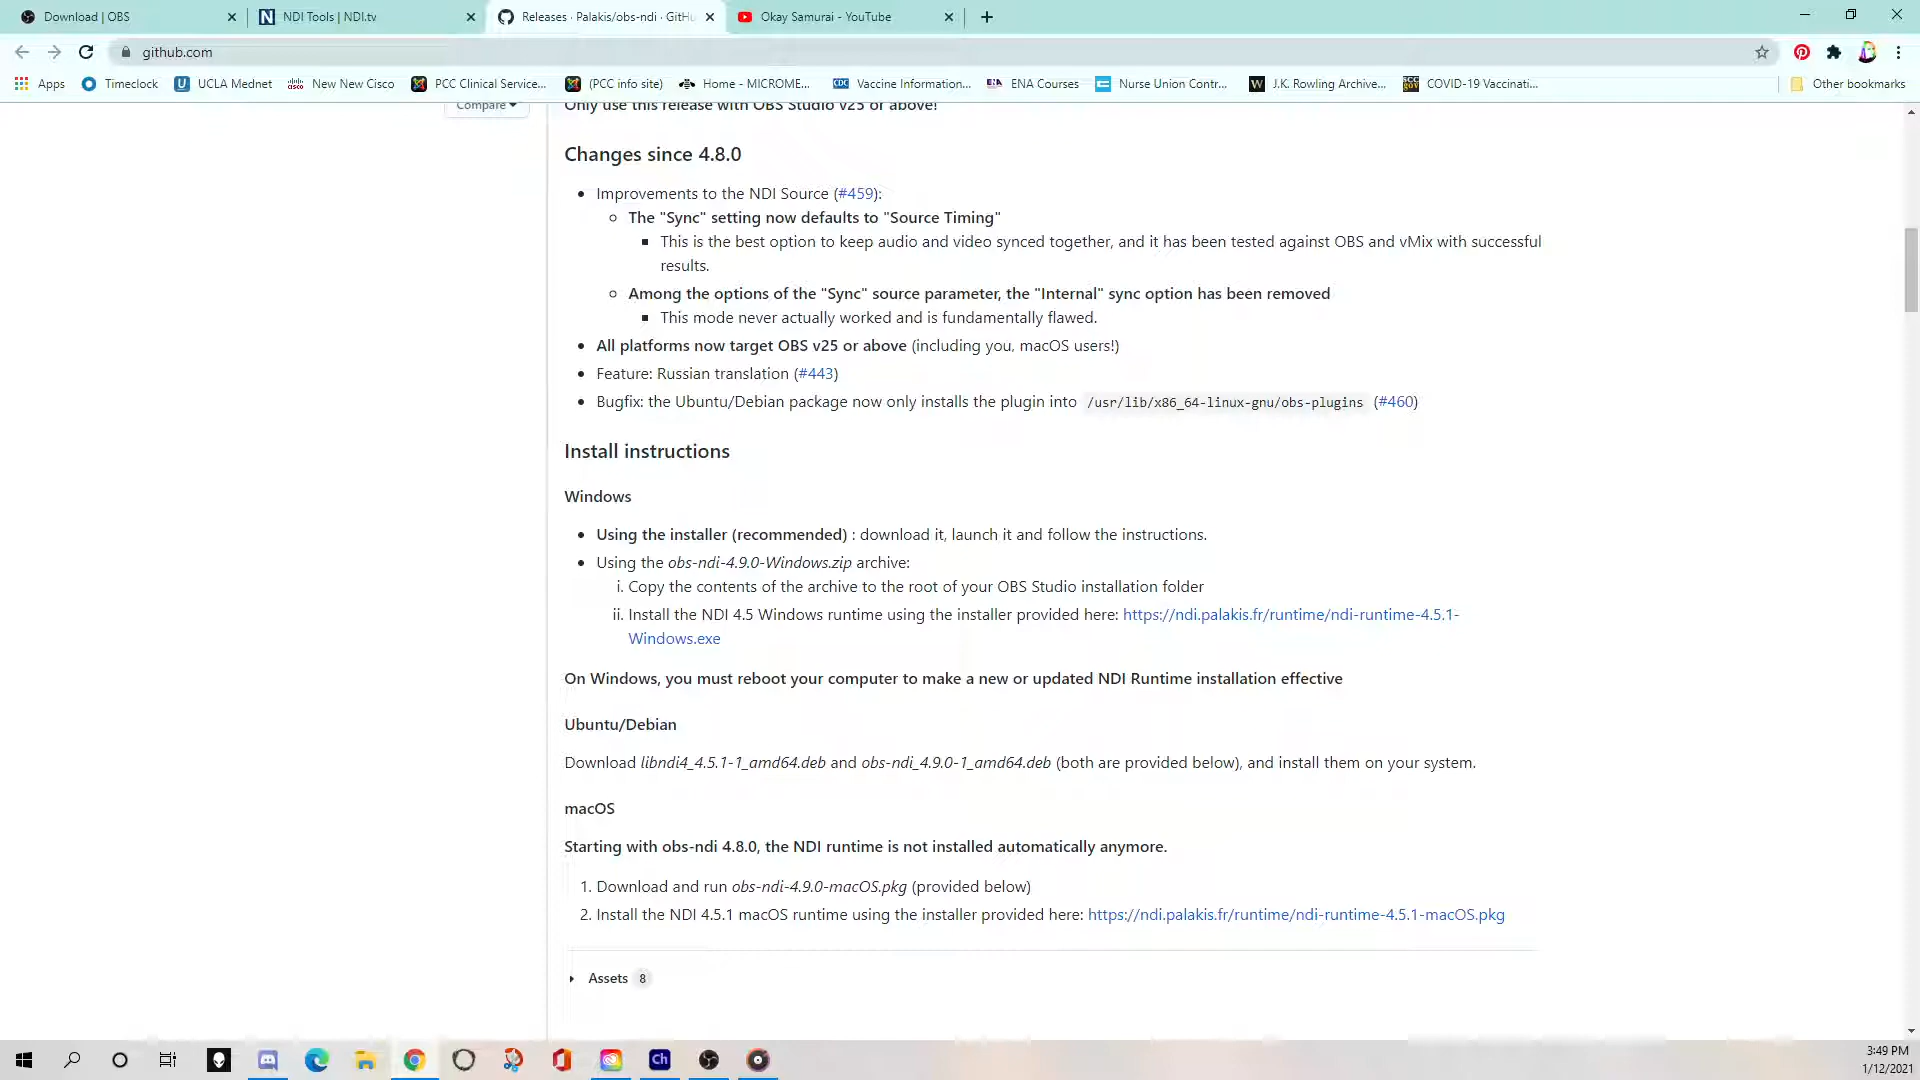 Download | OBS
NDI Tools | NDI.tv
Releases · Palakis/obs-ndi · GitHu
Okay Samurai - YouTube
github.com
Apps
Timeclock
UCLA Mednet
New New Cisco
PCC Clinical Service...
(PCC info site)
Home - MICROME...
Vaccine Information...
ENA Courses
Nurse Union Contr...
J.K. Rowling Archive...
COVID-19 Vaccinati...
Other bookmarks
Compare
Only use this release with OBS Studio v25 or above!
Changes since 4.8.0
Improvements to the NDI Source (#459):
The "Sync" setting now defaults to "Source Timing"
This is the best option to keep audio and video synced together, and it has been tested against OBS and vMix with successful
results.
Among the options of the "Sync" source parameter, the "Internal" sync option has been removed
This mode never actually worked and is fundamentally flawed.
All platforms now target OBS v25 or above (including you, macOS users!)
Feature: Russian translation (#443)
Bugfix: the Ubuntu/Debian package now only installs the plugin into /usr/lib/x86_64-linux-gnu/obs-plugins (#460)
Install instructions
Windows
Using the installer (recommended) : download it, launch it and follow the instructions.
Using the obs-ndi-4.9.0-Windows.zip archive:
i. Copy the contents of the archive to the root of your OBS Studio installation folder
ii. Install the NDI 4.5 Windows runtime using the installer provided here: https://ndi.palakis.fr/runtime/ndi-runtime-4.5.1-
Windows.exe
On Windows, you must reboot your computer to make a new or updated NDI Runtime installation effective
Ubuntu/Debian
Download libndi4_4.5.1-1_amd64.deb and obs-ndi_4.9.0-1_amd64.deb (both are provided below), and install them on your system.
macOS
Starting with obs-ndi 4.8.0, the NDI runtime is not installed automatically anymore.
1. Download and run obs-ndi-4.9.0-macOS.pkg (provided below)
2. Install the NDI 4.5.1 macOS runtime using the installer provided here: https://ndi.palakis.fr/runtime/ndi-runtime-4.5.1-macOS.pkg
Assets 8
Ch
3:49 PM
1/12/2021